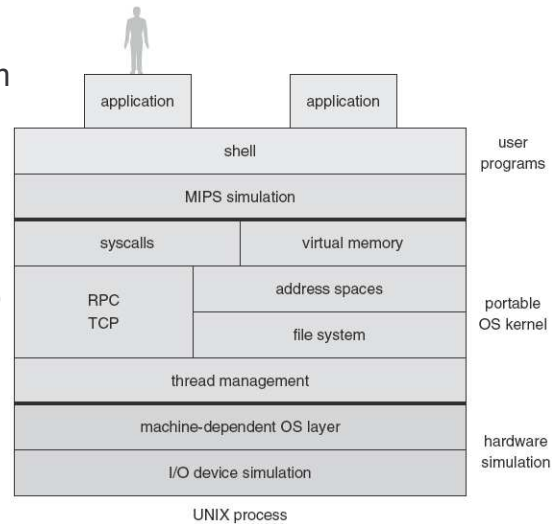 application
application
shell
user
programs
MIPS simulation
syscalls
virtual memory
RPC
TCP
address spaces
file system
portable
OS kernel
thread management
machine-dependent OS layer
I/O device simulation
hardware
simulation
UNIX process